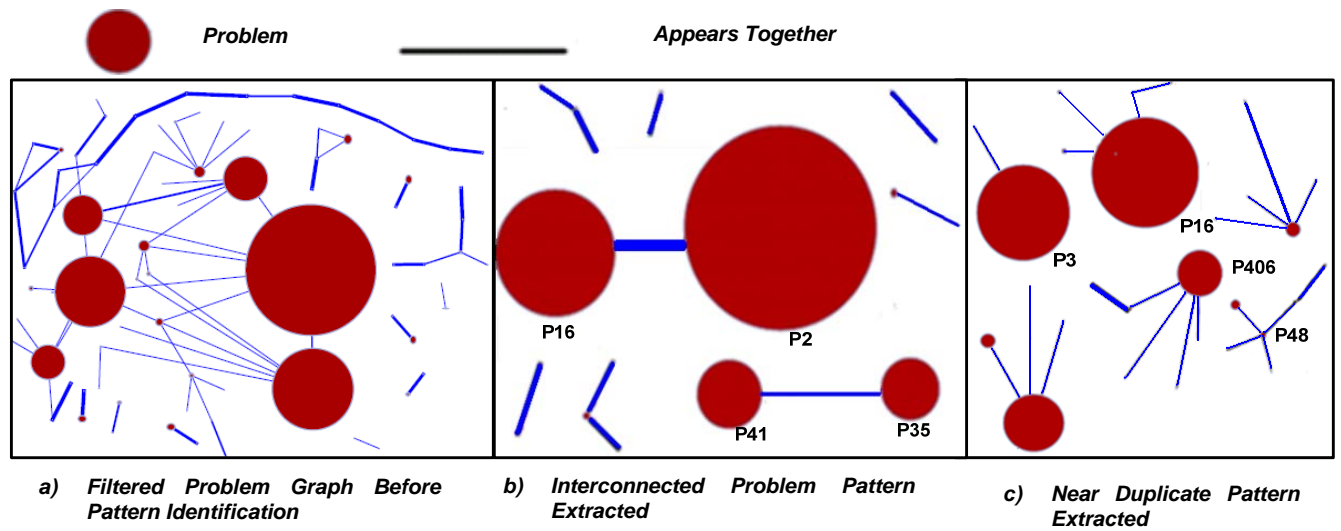 Problem
Appears Together
P16
P2
P41
P35
P3
P16
P406
P48
a) Filtered Problem Graph Before
Pattern Identification
b) Interconnected Problem Pattern
Extracted
c) Near Duplicate Pattern
Extracted